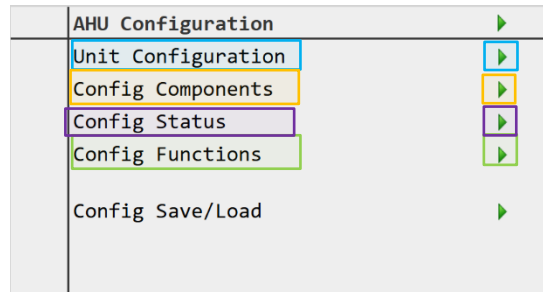 AHU Configuration
Unit Configuration
Config Components
Config Status
Config Functions
Config Save/Load